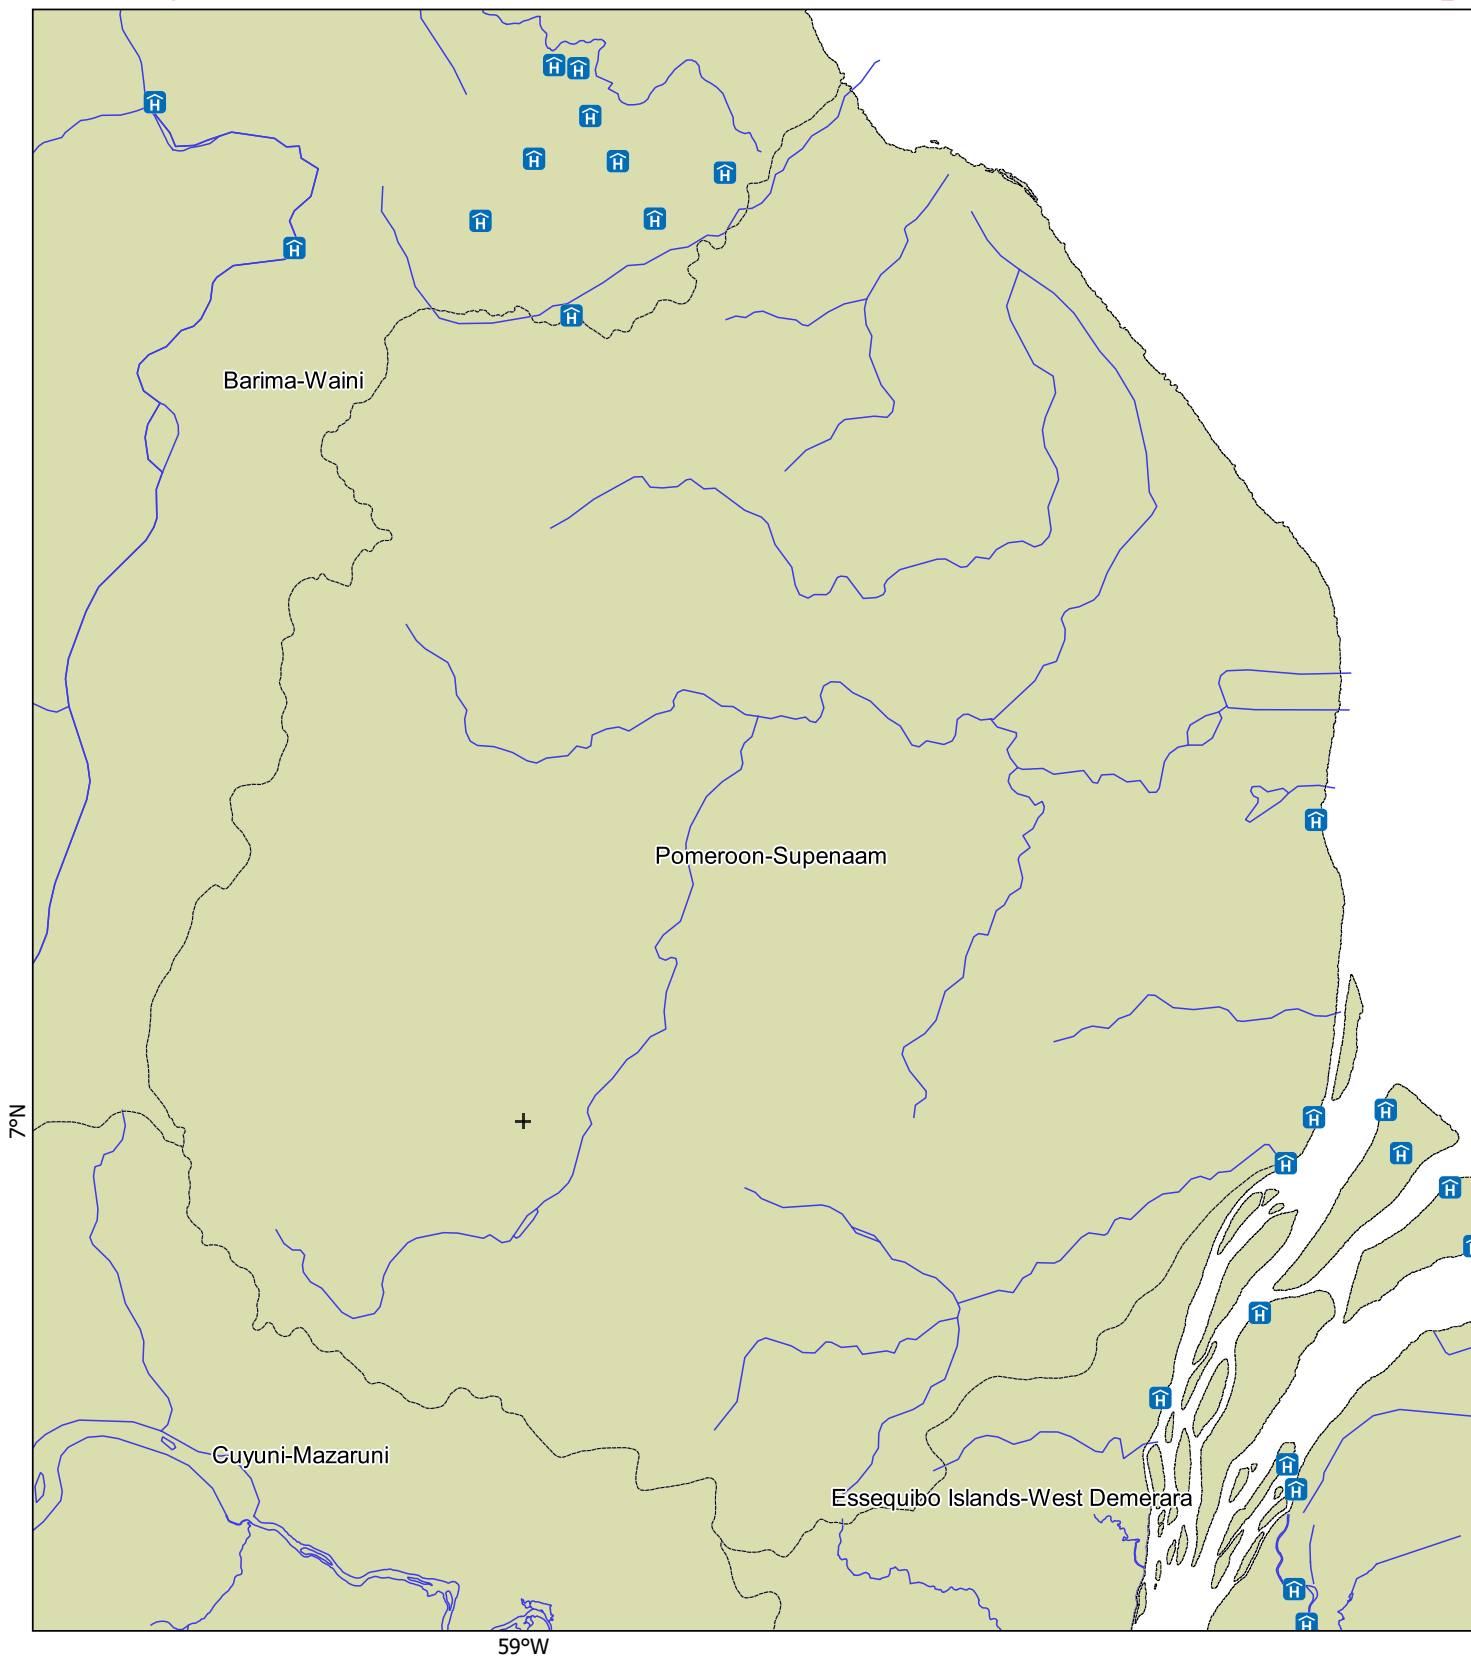 Barima-Waini
Pomeroon-Supenaam
7°N
Cuyuni-Mazaruni
Essequibo Islands-West Demerara
59°W